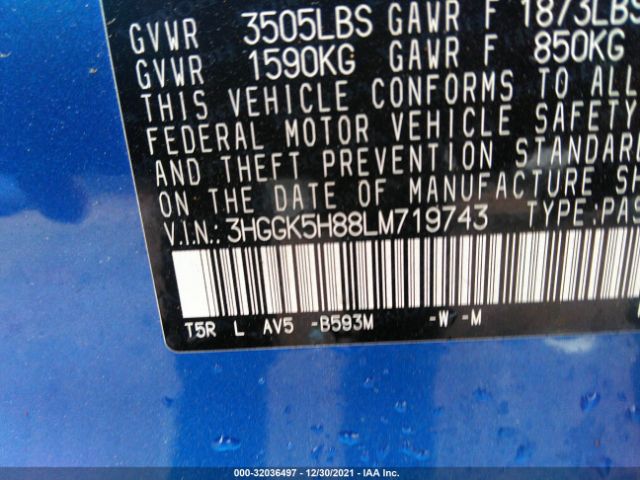 GVWR 3505LBS GAWR F 1873LBS
GVWR 1590KG GAWR F 850KG
THIS VEHICLE CONFORMS TO ALL
FEDERAL MOTOR VEHICLE SAFETY
AND THEFT PREVENTION STANDARD
ON THE DATE OF MANUFACTURE SH
V.I.N.: 3HGGK5H88LM719743 TYPE:PA
T5R L AV5 -B593M -W -M
000-32036497 - 12/30/2021 - IAA Inc.